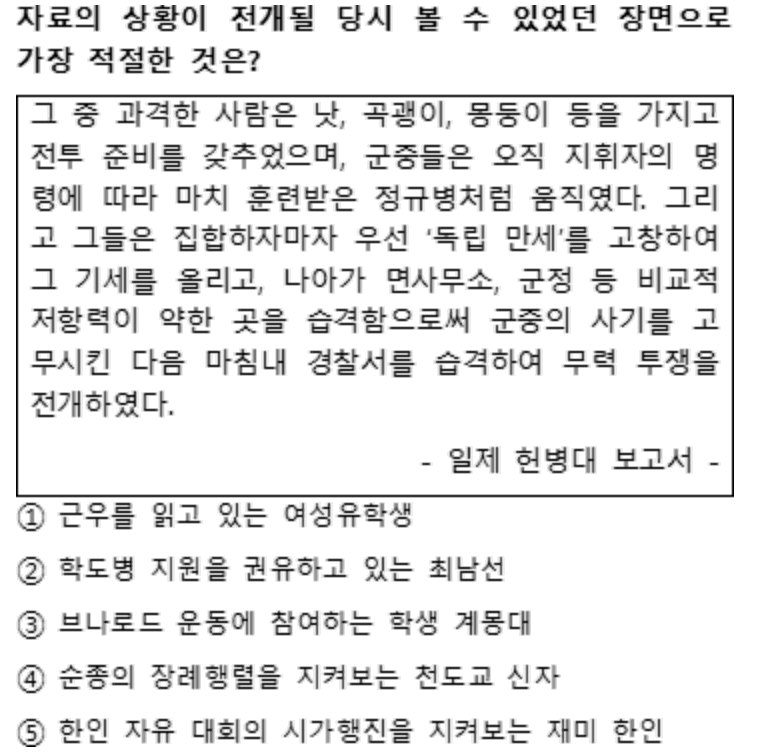 자료의 상황이 전개될 당시 볼 수 있었던 장면으로
가장 적절한 것은?
그 중 과격한 사람은 낫, 곡괭이, 몽둥이 등을 가지고
전투 준비를 갖추었으며, 군중들은 오직 지휘자의 명
령에 따라 마치 훈련받은 정규병처럼 움직였다. 그리
고 그들은 집합하자마자 우선 '독립 만세'를 고창하여
그 기세를 올리고, 나아가 면사무소, 군정 등 비교적
저항력이 약한 곳을 습격함으로써 군중의 사기를 고
무시킨 다음 마침내 경찰서를 습격하여 무력 투쟁을
전개하였다.
- 일제 헌병대 보고서 -
① 근우를 읽고 있는 여성유학생
② 학도병 지원을 권유하고 있는 최남선
③ 브나로드 운동에 참여하는 학생 계몽대
④ 순종의 장례행렬을 지켜보는 천도교 신자
⑤ 한인 자유 대회의 시가행진을 지켜보는 재미 한인